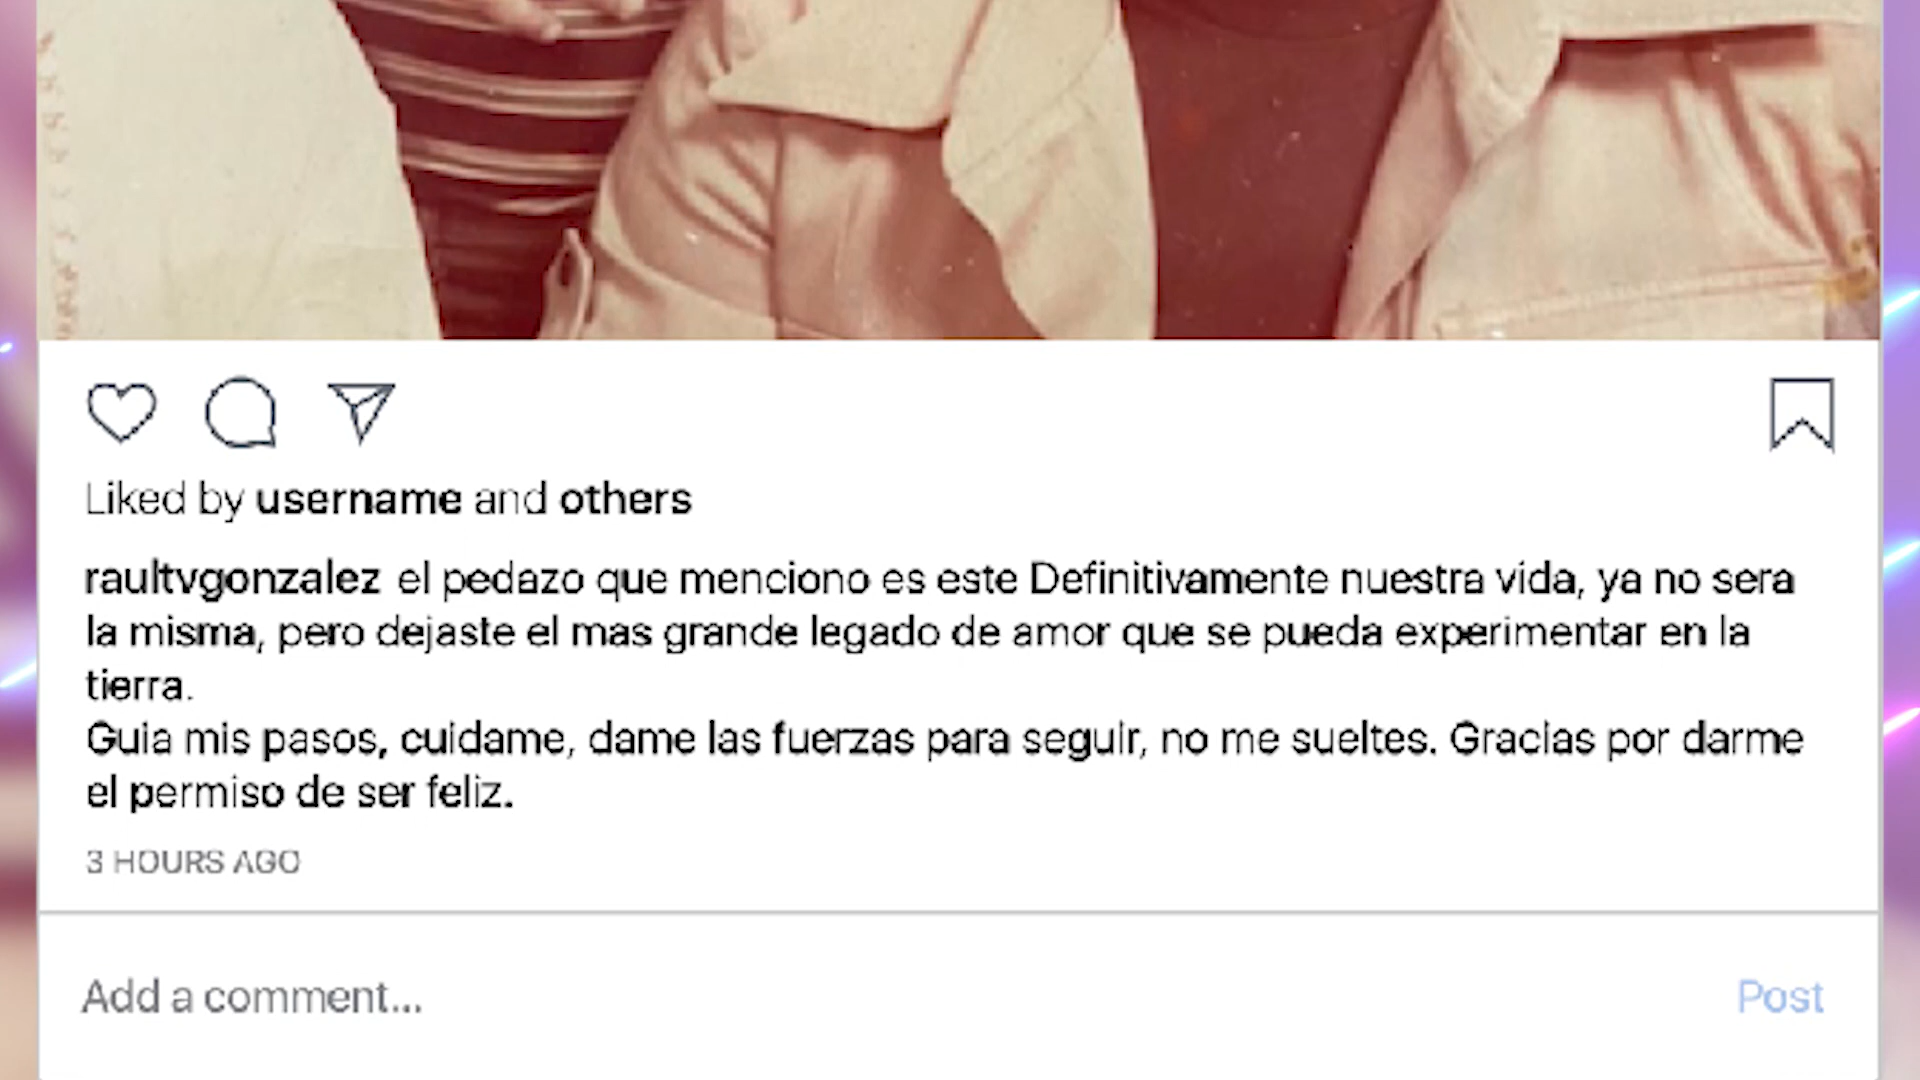 Liked by username and others
raultvgonzalez el pedazo que menciono es este Definitivamente nuestra vida, ya no sera
la misma, pero dejaste el mas grande legado de amor que se pueda experimentar en la
tierra.
Guia mis pasos, cuidame, dame las fuerzas para seguir, no me sueltes. Gracias por darme
el permiso de ser feliz.
3 HOURS AGO
Add a comment...
Post